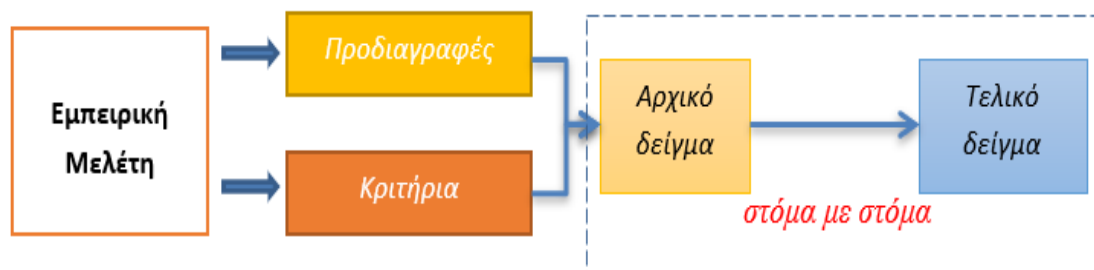 Εμπειρική
Μελέτη
Προδιαγραφές
Κριτήρια
Αρχικό
δείγμα
Τελικό
δείγμα
στόμα με στόμα